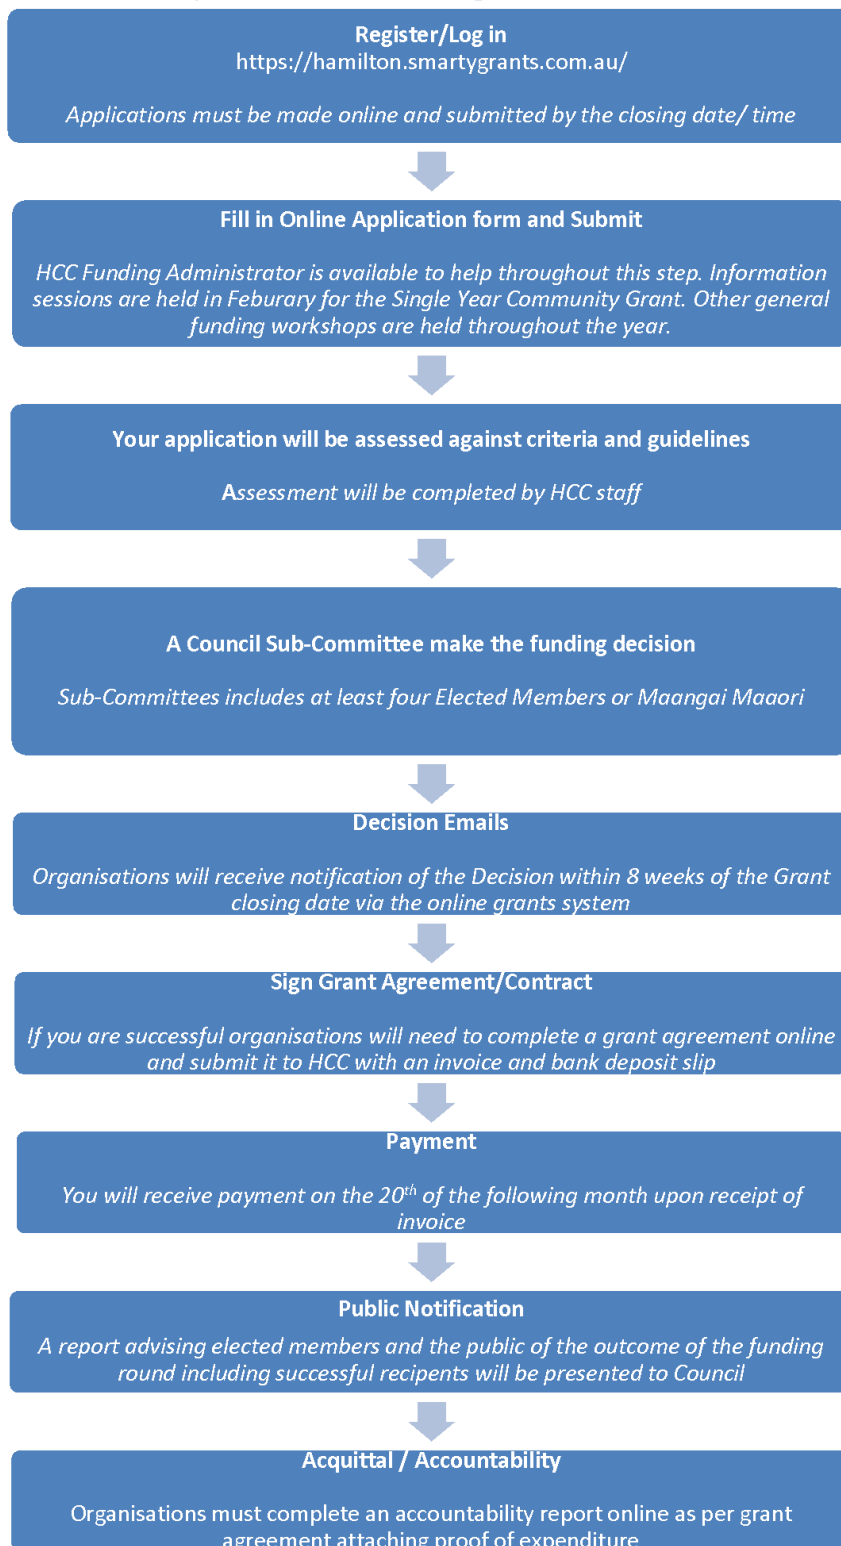 Register/Log in
https://hamilton.smartygrants.com.au/
Applications must be made online and submitted by the closing date/ time
Fill in Online Application form and Submit
HCC Funding Administrator is available to help throughout this step. Information
sessions are held in Feburary for the Single Year Community Grant. Other general
funding workshops are held throughout the year.
Your application will be assessed against criteria and guidelines
Assessment will be completed by HCC staff
A Council Sub-Committee make the funding decision
Sub-Committees includes at least four Elected Members or Maangai Maaori
Decision Emails
Organisations will receive notification of the Decision within 8 weeks of the Grant
closing date via the online grants system
Sign Grant Agreement/Contract
If you are successful organisations will need to complete a grant agreement online
and submit it to HCC with an invoice and bank deposit slip
Payment
You will receive payment on the 20th of the following month upon receipt of
invoice
Public Notification
A report advising elected members and the public of the outcome of the funding
round including successful recipents will be presented to Council
Acquittal / Accountability
Organisations must complete an accountability report online as per grant
agreement attaching proof of expenditure